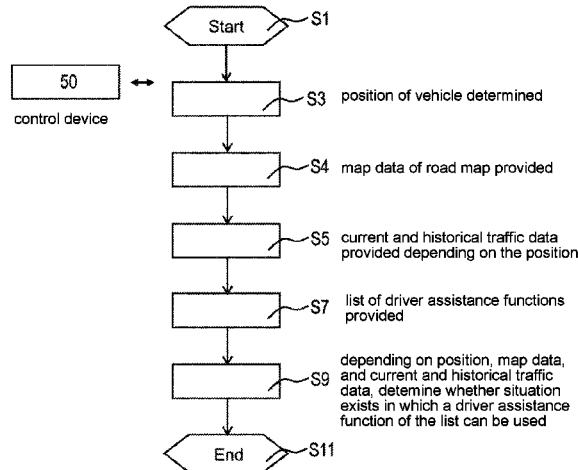 Start
S1
50
control device
S3
position of vehicle determined
S4
map data of road map provided
S5
current and historical traffic data
provided depending on the position
S7
list of driver assistance functions
provided
S9
depending on position, map data,
and current and historical traffic
data, detemine whether situation
exists in which a driver assistance
function of the list can be used
End
S11